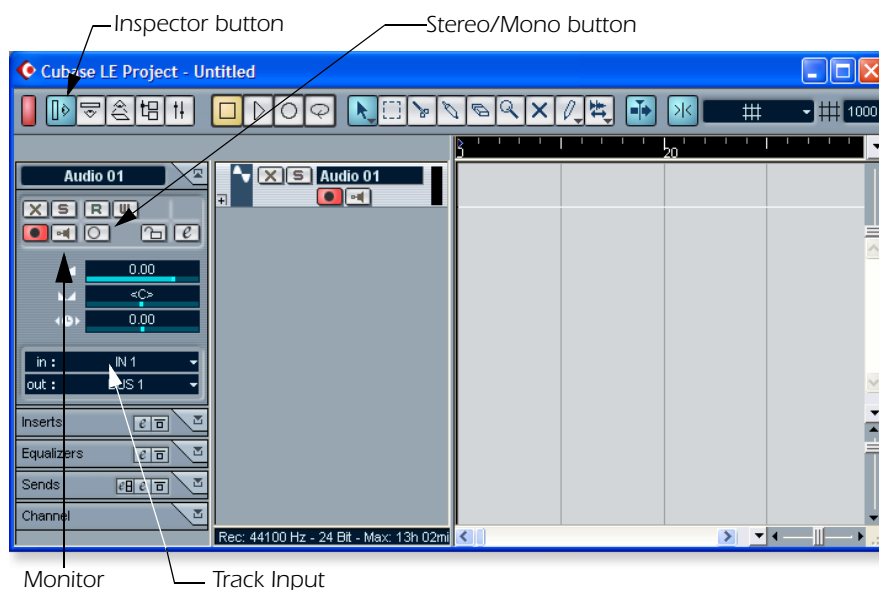 Inspector button
Stereo/Mono button
Cubase LE Project - Untitled
1000
20
Audio 01
X S Audio 01
X S R W
e
0.00
<C>
0.00
in : IN 1
out : BUS 1
Inserts e
Equalizers e
Sends e e
Channel
Rec: 44100 Hz - 24 Bit - Max: 13h 02mi
Monitor
Track Input